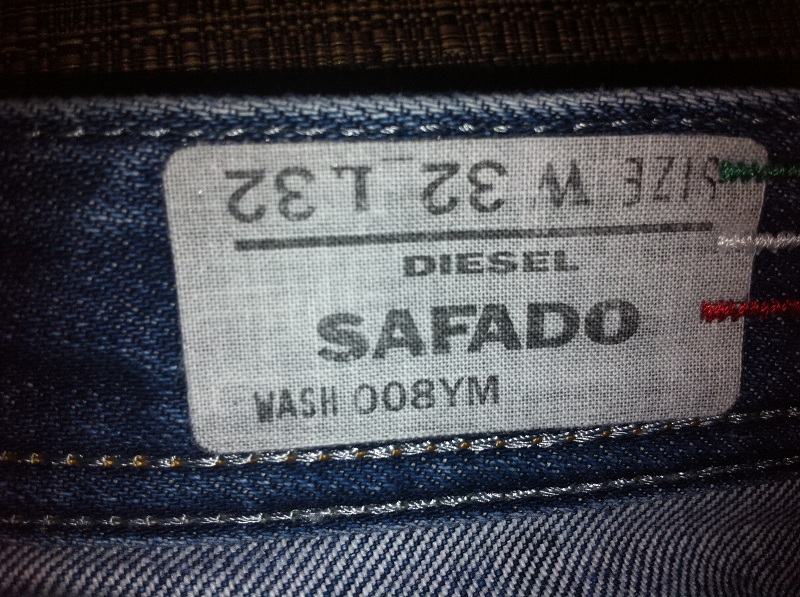 SIZE W 32 L 32
DIESEL
SAFADO
WASH 008YM